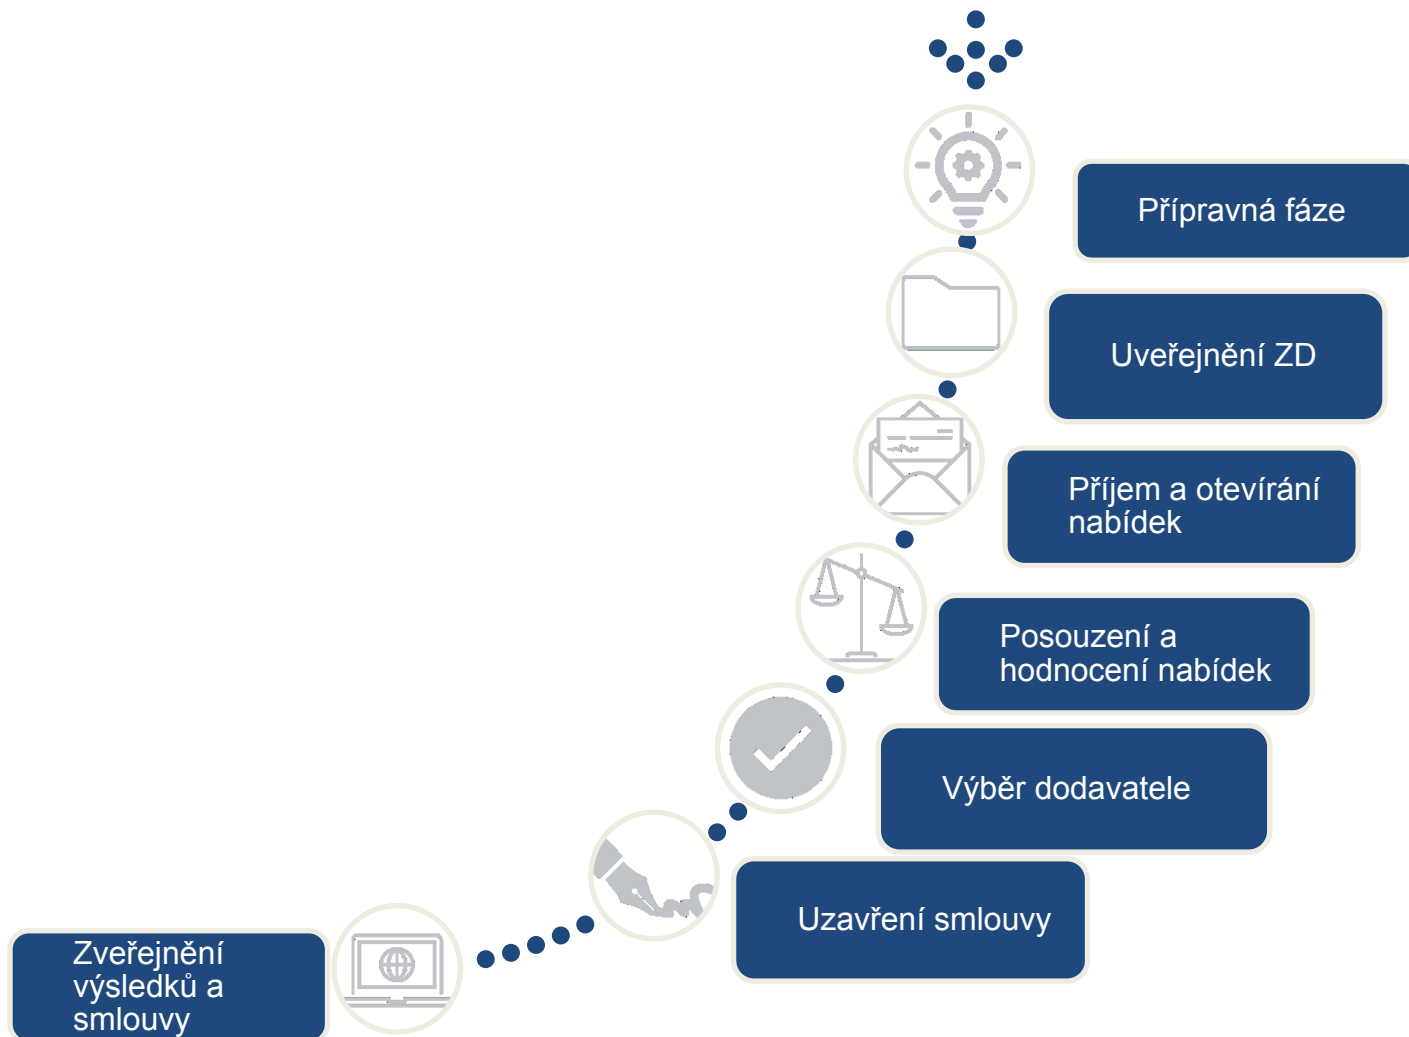 Přípravná fáze
Uveřejnění ZD
Příjem a otevírání
nabídek
Posouzení a
hodnocení nabídek
Výběr dodavatele
Uzavření smlouvy
Zveřejnění
výsledků a
smlouvy